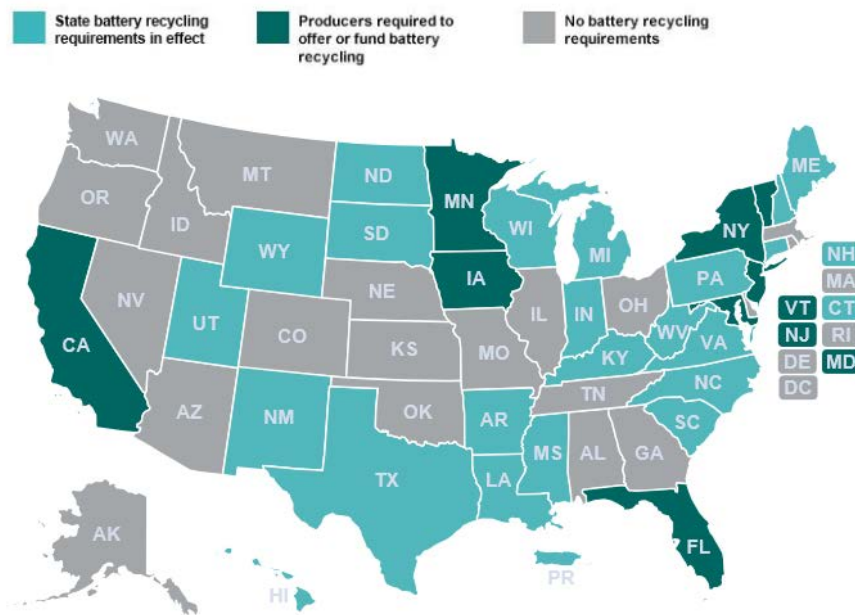 State battery recycling
requirements in effect
Producers required to
offer or fund battery
recycling
No battery recycling
requirements
WA
OR
ID
MT
ND
SD
WY
MN
WI
MI
ME
NY
CA
NV
UT
CO
NE
IA
IL
IN
OH
PA
NH
MA
VT
CT
NJ
RI
DE
MD
DC
KS
MO
KY
WV
VA
AZ
NM
OK
AR
TN
NC
SC
TX
LA
MS
AL
GA
FL
AK
HI
PR